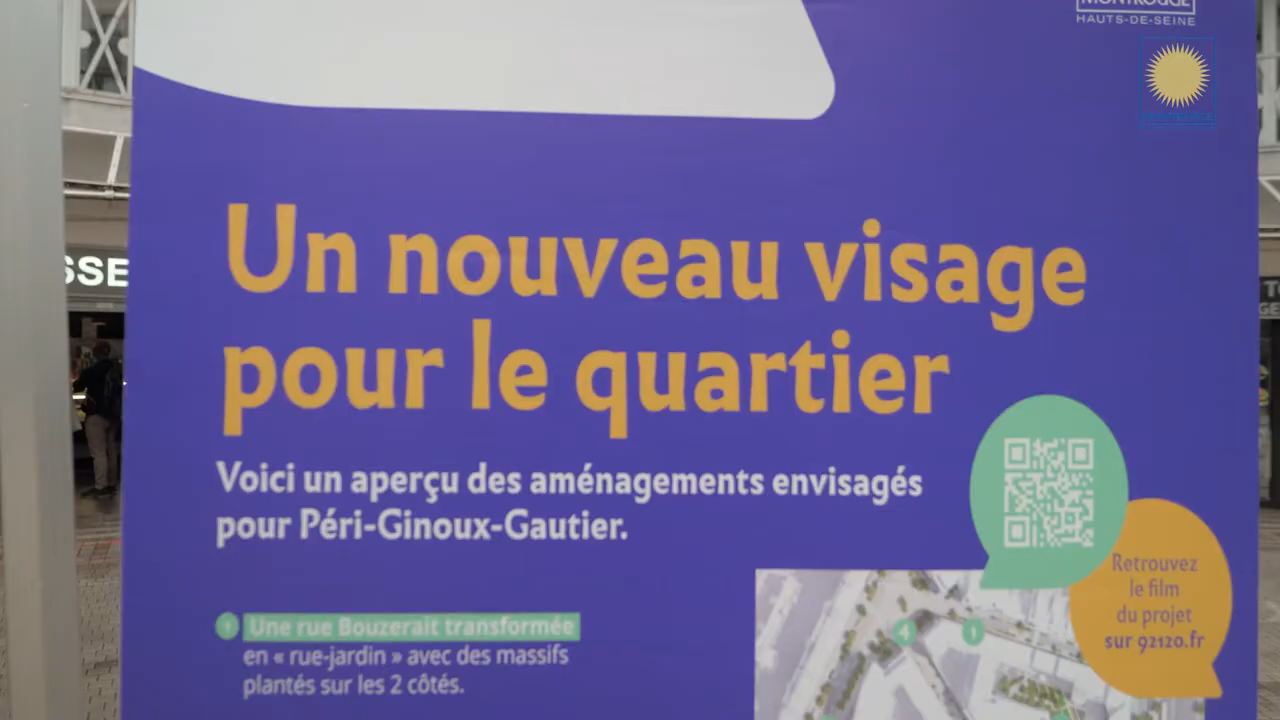 MONTROUGE
HAUTS-DE-SEINE
SSE
Un nouveau visage
pour le quartier
Voici un aperçu des aménagements envisagés
pour Péri-Ginoux-Gautier.
1 Une rue Bouzerait transformée
en « rue-jardin » avec des massifs
plantés sur les 2 côtés.
4 1
Retrouvez
le film
du projet
sur 92120.fr